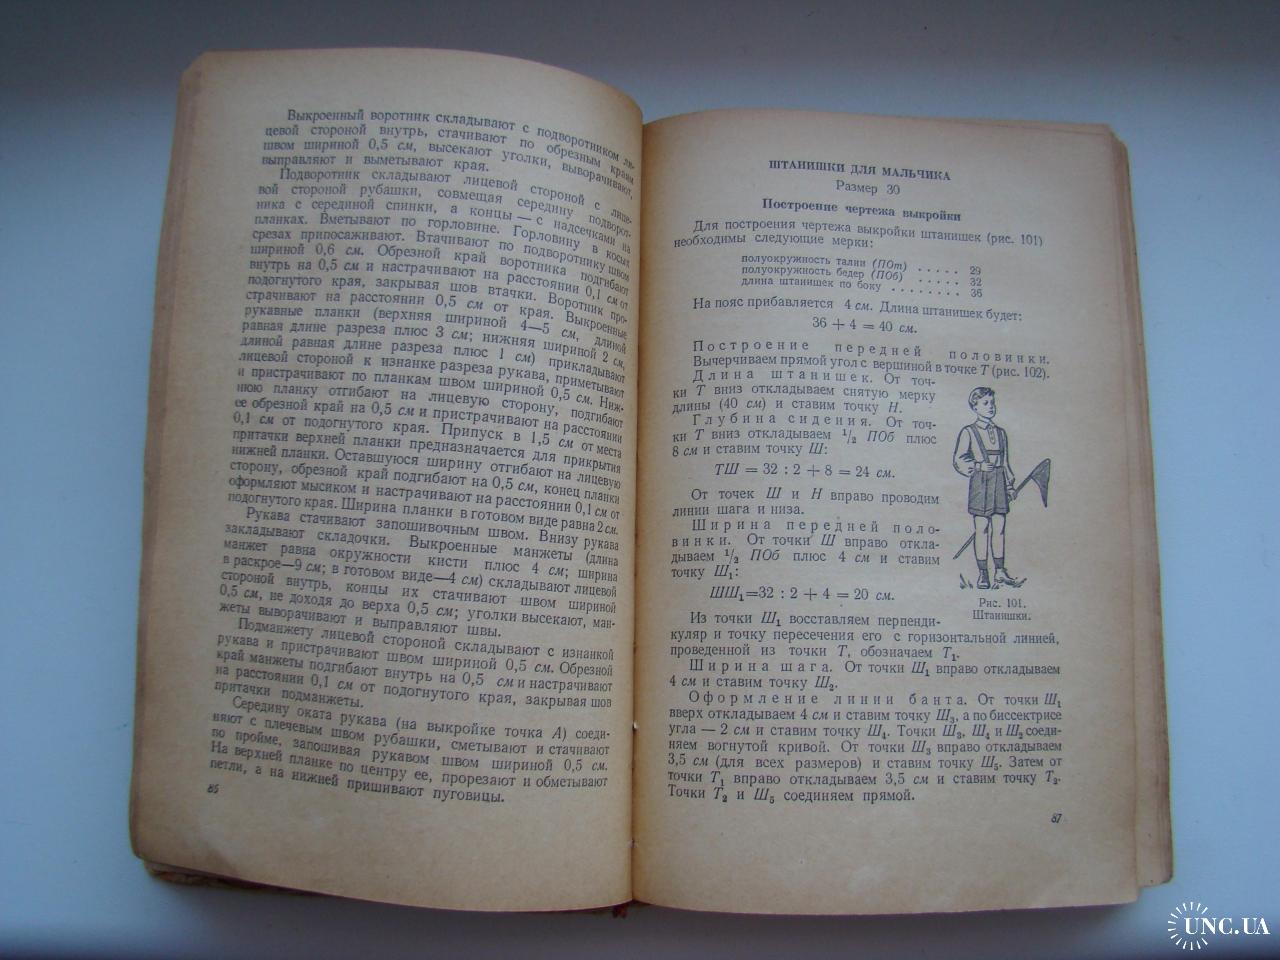 Выкроенный воротник складывают с подворотником ли-
цевой стороной внутрь, стачивают по обрезным краям
швом шириной 0,5 см, высекают уголки, выворачивают,
выправляют и выметывают края.
Подворотник складывают лицевой стороной с лице-
вой стороной рубашки, совмещая середину подворот-
ника с серединой спинки, а концы — с надсечками на
планках. Вметывают по горловине. Горловину в косых
срезах припосаживают. Втачивают по подворотнику швом
шириной 0,6 см. Обрезной край воротника подгибают
внутрь на 0,5 см и настрачивают на расстоянии 0,1 см от
подогнутого края, закрывая шов втачки. Воротник про-
страчивают на расстоянии 0,5 см от края. Выкроенные
рукавные планки (верхняя шириной 4—5 см, длиной
равная длине разреза плюс 3 см; нижняя шириной 2 см,
длиной равная длине разреза плюс 1 см) прикладывают
лицевой стороной к изнанке разреза рукава, приметывают
и пристрачивают по планкам швом шириной 0,5 см. Ниж-
нюю планку отгибают на лицевую сторону, подгибают
ее обрезной край на 0,5 см и пристрачивают на расстоянии
0,1 см от подогнутого края. Припуск в 1,5 см от места
притачки верхней планки предназначается для прикрытия
нижней планки. Оставшуюся ширину отгибают на лицевую
сторону, обрезной край подгибают на 0,5 см, конец планки
оформляют мысиком и настрачивают на расстоянии 0,1 см от
подогнутого края. Ширина планки в готовом виде равна 2 см.
Рукава стачивают запошивочным швом. Внизу рукава
закладывают складочки. Выкроенные манжеты (длина
манжет равна окружности кисти плюс 4 см; ширина
в раскрое—9 см; в готовом виде—4 см) складывают лицевой
стороной внутрь, концы их стачивают швом шириной
0,5 см, не доходя до верха 0,5 см; уголки высекают, ман-
жеты выворачивают и выправляют швы.
Подманжету лицевой стороной складывают с изнанкой
рукава и пристрачивают швом шириной 0,5 см. Обрезной
край манжеты подгибают внутрь на 0,5 см и настрачивают
на расстоянии 0,1 см от подогнутого края, закрывая шов
притачки подманжеты.
Середину оката рукава (на выкройке точка А) соеди-
няют с плечевым швом рубашки, сметывают и стачивают
по пройме, запошивая рукавом швом шириной 0,5 см.
На верхней планке по центру ее, прорезают и обметывают
петли, а на нижней пришивают пуговицы.
86
ШТАНИШКИ ДЛЯ МАЛЬЧИКА
Размер 30
Построение чертежа выкройки
Для построения чертежа выкройки штанишек (рис. 101)
необходимы следующие мерки:
полуокружность талии (ПОт) . . . . . 29
полуокружность бедер (ПОб) . . . . . 32
длина штанишек по боку . . . . . . . . 36
На пояс прибавляется 4 см. Длина штанишек будет:
36 + 4 = 40 см.
Построение передней половинки.
Вычерчиваем прямой угол с вершиной в точке Т (рис. 102).
Длина штанишек. От точ-
ки Т вниз откладываем снятую мерку
длины (40 см) и ставим точку Н.
Глубина сидения. От точ-
ки Т вниз откладываем ½ ПОб плюс
8 см и ставим точку Ш:
ТШ = 32 : 2 + 8 = 24 см.
От точек Ш и Н вправо проводим
линии шага и низа.
Ширина передней поло-
винки. От точки Ш вправо откла-
дываем ½ ПОб плюс 4 см и ставим
точку Ш₁:
ШШ₁=32 : 2 + 4 = 20 см.
Рис. 101.
Штанишки.
Из точки Ш₁ восставляем перпенди-
куляр и точку пересечения его с горизонтальной линией,
проведенной из точки Т, обозначаем Т₁.
Ширина шага. От точки Ш₁ вправо откладываем
4 см и ставим точку Ш₂.
Оформление линии банта. От точки Ш₁
вверх откладываем 4 см и ставим точку Ш₃, а по биссектрисе
угла — 2 см и ставим точку Ш₄. Точки Ш₃, Ш₄ и Ш₂ соеди-
няем вогнутой кривой. От точки Ш₃ вправо откладываем
3,5 см (для всех размеров) и ставим точку Ш₅. Затем от
точки Т₁ вправо откладываем 3,5 см и ставим точку Т₂.
Точки Т₂ и Ш₅ соединяем прямой.
87
UNC.UA